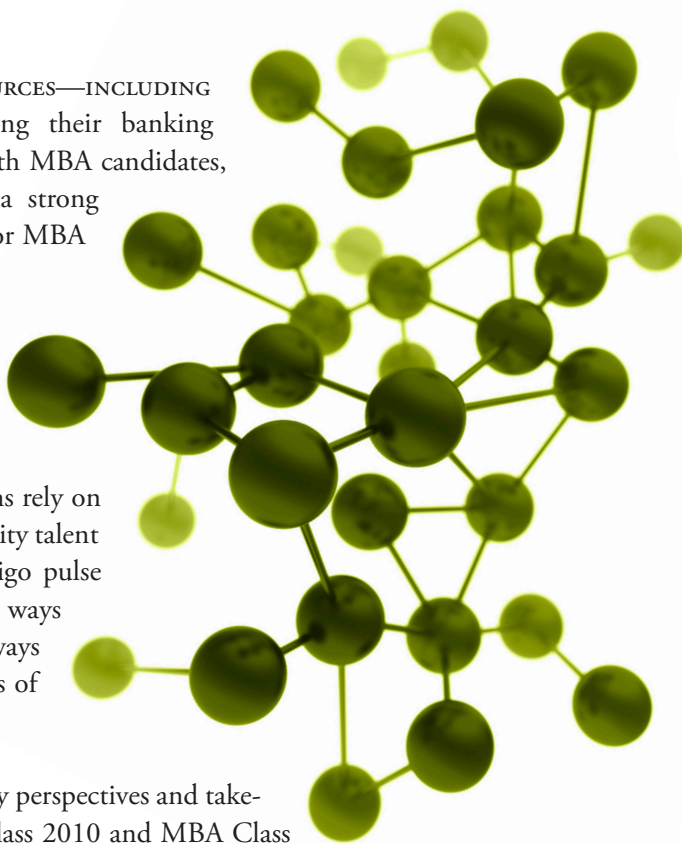 URCES—INCLUDING
ng their banking
th MBA candidates,
a strong
or MBA
ns rely on
ity talent
igo pulse
ways
vays
s of
y perspectives and take-
lass 2010 and MBA Class